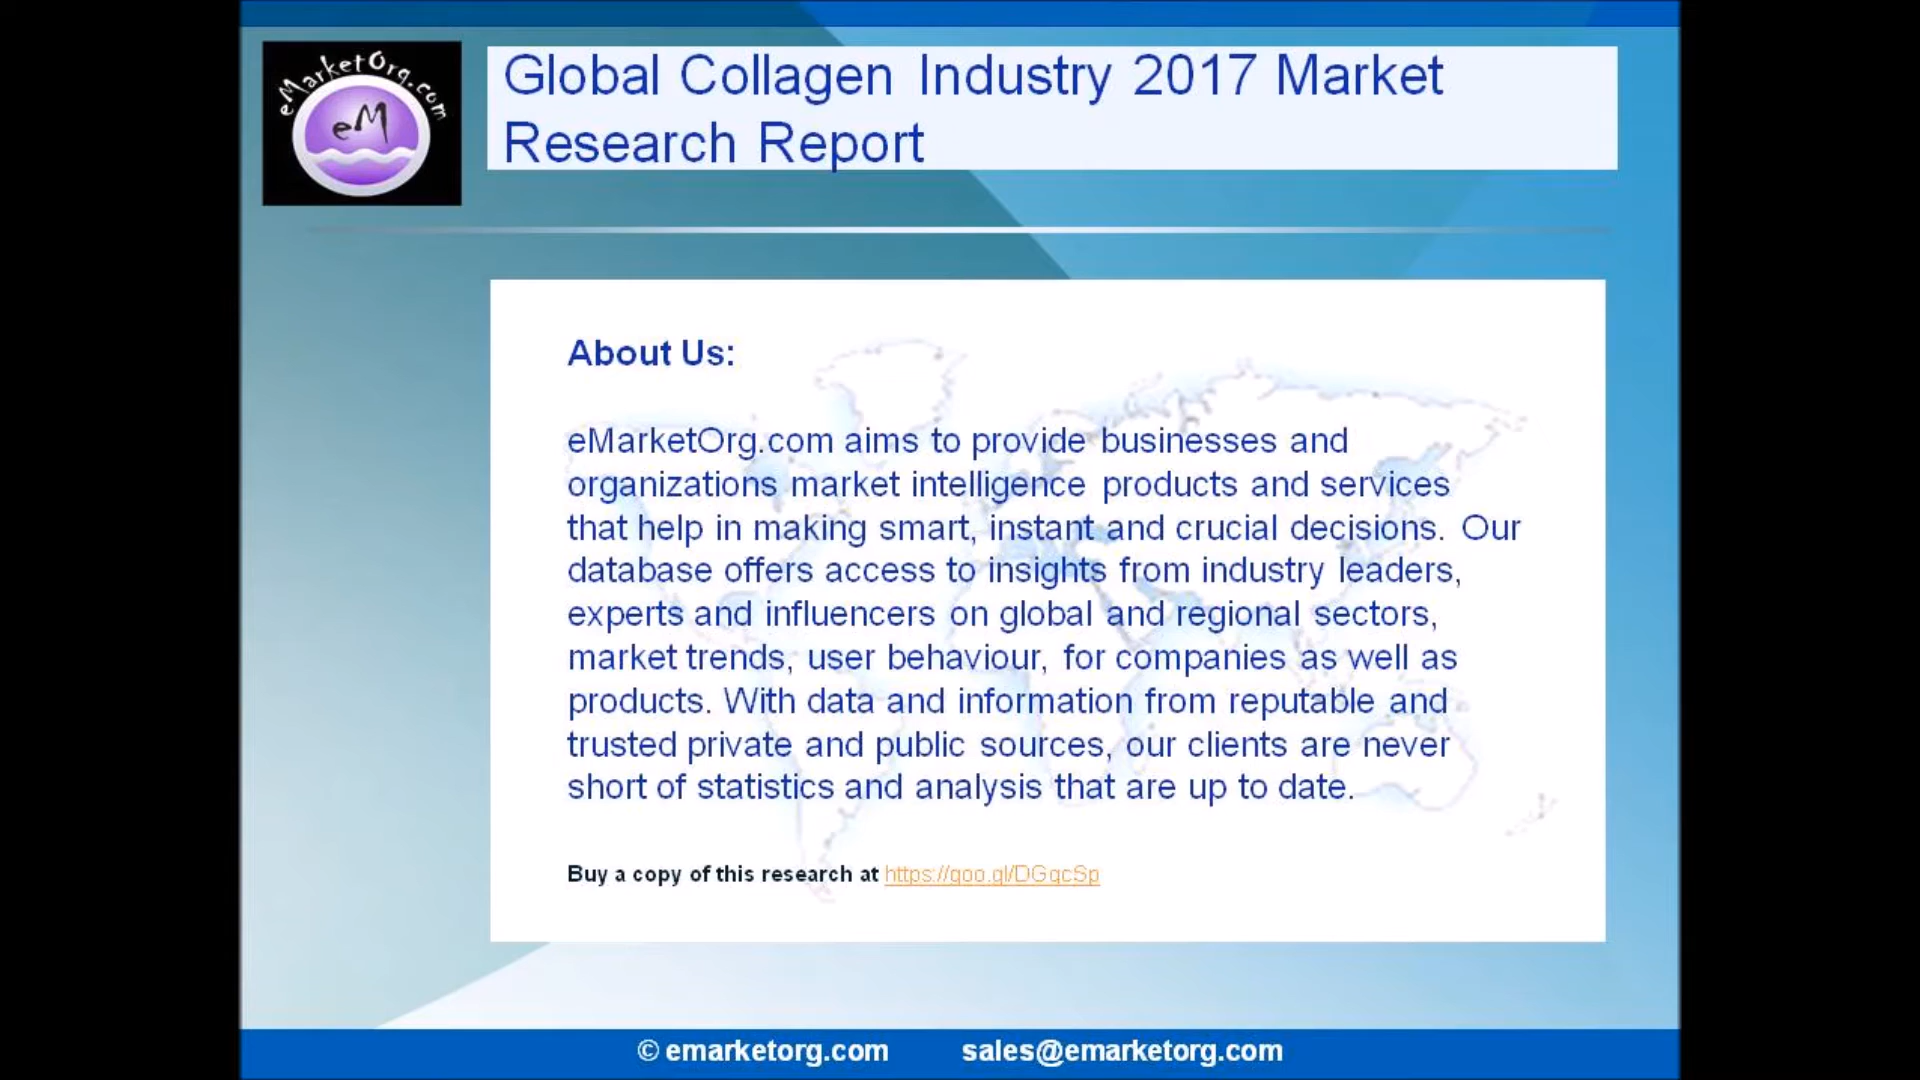 eMarketOrg.com
eM
Global Collagen Industry 2017 Market
Research Report
About Us:
eMarketOrg.com aims to provide businesses and
organizations market intelligence products and services
that help in making smart, instant and crucial decisions. Our
database offers access to insights from industry leaders,
experts and influencers on global and regional sectors,
market trends, user behaviour, for companies as well as
products. With data and information from reputable and
trusted private and public sources, our clients are never
short of statistics and analysis that are up to date.
Buy a copy of this research at https://goo.gl/DGgcSp
© emarketorg.com sales@emarketorg.com